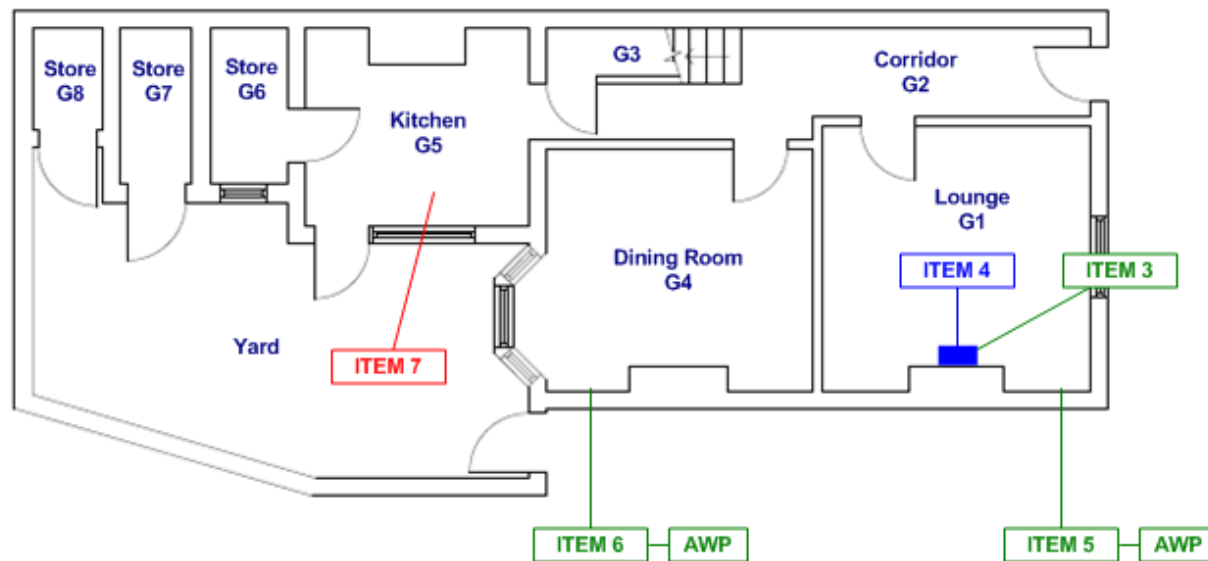 Store
G8
Store
G7
Store
G6
Kitchen
G5
G3
Corridor
G2
Lounge
G1
ITEM 4
ITEM 3
Dining Room
G4
Yard
ITEM 7
ITEM 6
AWP
ITEM 5
AWP